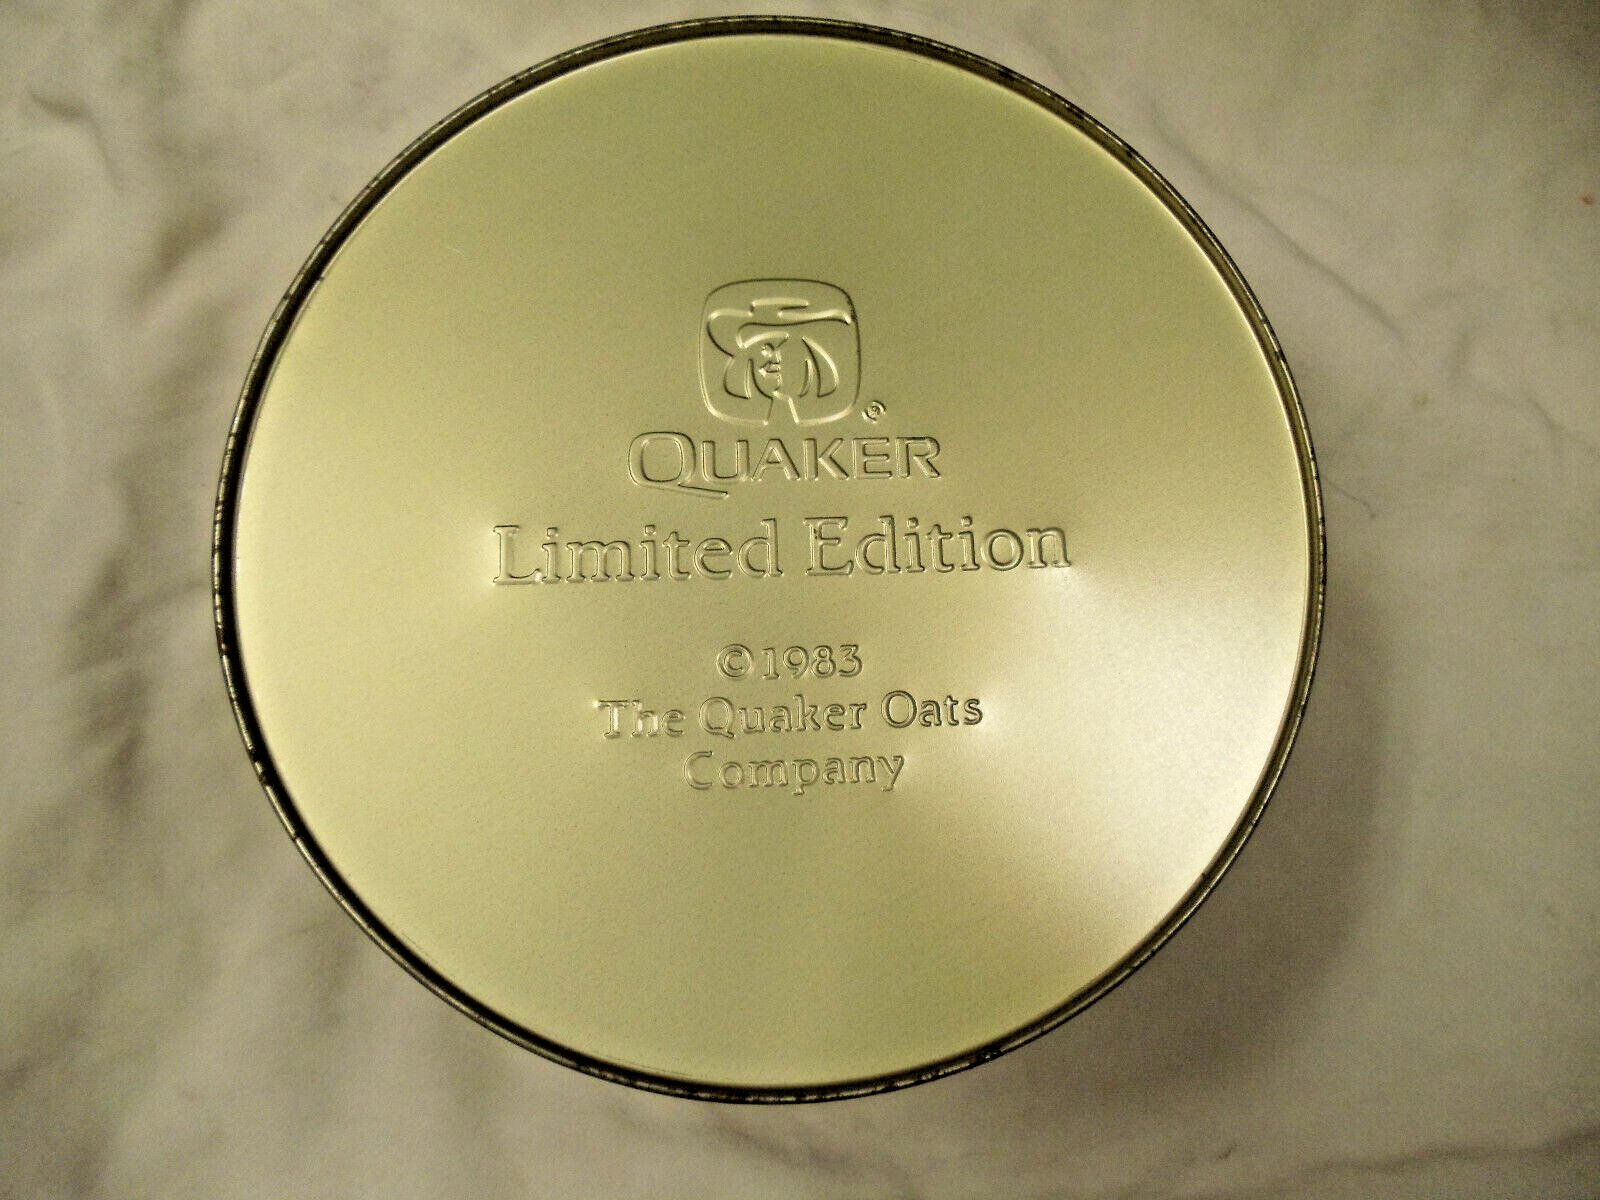 ®
QUAKER
Limited Edition
© 1983
The Quaker Oats
Company